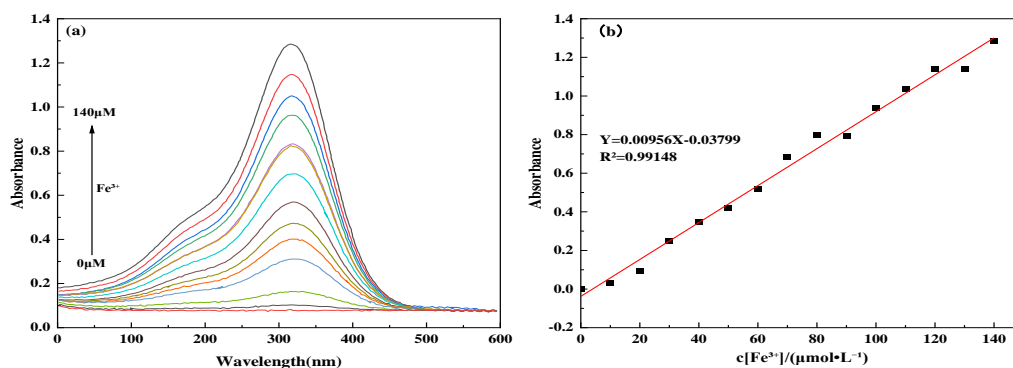 (a)
1.4
1.2
1.0
0.8
0.6
0.4
0.2
0.0
Absorbance
140μM
Fe³⁺
0μM
0 100 200 300 400 500 600
Wavelength(nm)
(b)
1.4
1.2
1.0
0.8
0.6
0.4
0.2
0.0
-0.2
Absorbance
Y=0.00956X-0.03799
R²=0.99148
0 20 40 60 80 100 120 140
c[Fe³⁺]/(μmol•L⁻¹)